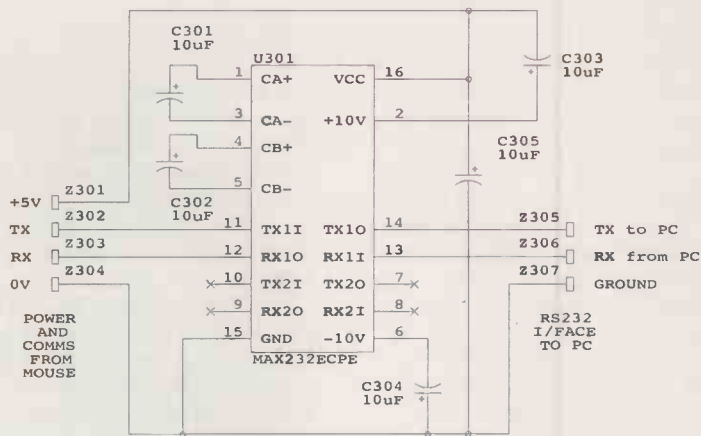 C301
10uF
U301
1 CA+ VCC 16
C303
10uF
3 CA- +10V 2
4 CB+
C305
10uF
5 CB-
C302
10uF
+5V Z301
TX Z302 11 TX1I TX1O 14 Z305 TX to PC
RX Z303 12 RX1O RX1I 13 Z306 RX from PC
0V Z304 10 TX2I TX2O 7 Z307 GROUND
9 RX2O RX2I 8
15 GND -10V 6
POWER
AND
COMMS
FROM
MOUSE
RS232
I/FACE
TO PC
MAX232ECPE
C304
10uF